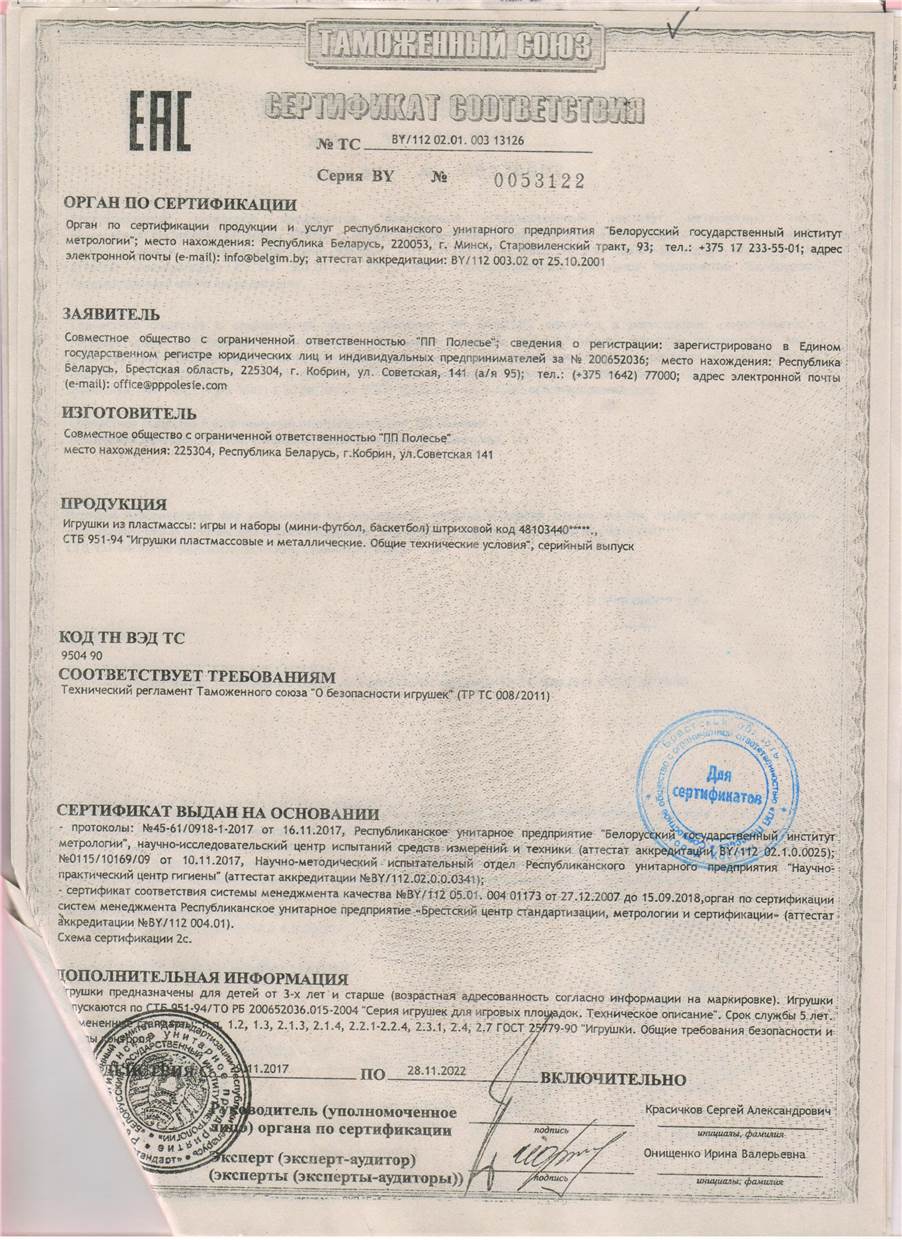 ТАМОЖЕННЫЙ СОЮЗ
ЕАС
СЕРТИФИКАТ СООТВЕТСТВИЯ
№ ТС BY/112 02.01. 003 13126
Серия BY № 0053122
ОРГАН ПО СЕРТИФИКАЦИИ
Орган по сертификации продукции и услуг республиканского унитарного предприятия "Белорусский государственный институт
метрологии"; место нахождения: Республика Беларусь, 220053, г. Минск, Старовиленский тракт, 93; тел.: +375 17 233-55-01; адрес
электронной почты (e-mail): info@belgim.by; аттестат аккредитации: BY/112 003.02 от 25.10.2001
ЗАЯВИТЕЛЬ
Совместное общество с ограниченной ответственностью "ПП Полесье"; сведения о регистрации: зарегистрировано в Едином
государственном регистре юридических лиц и индивидуальных предпринимателей за № 200652036; место нахождения: Республика
Беларусь, Брестская область, 225304, г. Кобрин, ул. Советская, 141 (а/я 95); тел.: (+375 1642) 77000; адрес электронной почты
(e-mail): office@pppolesie.com
ИЗГОТОВИТЕЛЬ
Совместное общество с ограниченной ответственностью "ПП Полесье"
место нахождения: 225304, Республика Беларусь, г.Кобрин, ул.Советская 141
ПРОДУКЦИЯ
Игрушки из пластмассы: игры и наборы (мини-футбол, баскетбол) штриховой код 48103440*****,
СТБ 951-94 "Игрушки пластмассовые и металлические. Общие технические условия", серийный выпуск
КОД ТН ВЭД ТС
9504 90
СООТВЕТСТВУЕТ ТРЕБОВАНИЯМ
Технический регламент Таможенного союза "О безопасности игрушек" (ТР ТС 008/2011)
Для
сертификатов
СЕРТИФИКАТ ВЫДАН НА ОСНОВАНИИ
- протоколы: №45-61/0918-1-2017 от 16.11.2017, Республиканское унитарное предприятие "Белорусский государственный институт
метрологии", научно-исследовательский центр испытаний средств измерений и техники (аттестат аккредитации BY/112 02.1.0.0025);
№0115/10169/09 от 10.11.2017, Научно-методический испытательный отдел Республиканского унитарного предприятия "Научно-
практический центр гигиены" (аттестат аккредитации №BY/112.02.0.0.0341);
- сертификат соответствия системы менеджмента качества №BY/112 05.01. 004 01173 от 27.12.2007 до 15.09.2018,орган по сертификации
систем менеджмента Республиканское унитарное предприятие «Брестский центр стандартизации, метрологии и сертификации» (аттестат
аккредитации №BY/112 004.01).
Схема сертификации 2с.
ДОПОЛНИТЕЛЬНАЯ ИНФОРМАЦИЯ
грушки предназначены для детей от 3-х лет и старше (возрастная адресованность согласно информации на маркировке). Игрушки
пускаются по СТБ 951-94/ТО РБ 200652036.015-2004 "Серия игрушек для игровых площадок. Техническое описание". Срок службы 5 лет.
мененные стандарты: 1.2, 1.3, 2.1.3, 2.1.4, 2.2.1-2.2.4, 2.3.1, 2.4, 2.7 ГОСТ 25779-90 "Игрушки. Общие требования безопасности и
ДЕЙСТВИЯ С .11.2017 ПО 28.11.2022 ВКЛЮЧИТЕЛЬНО
Руководитель (уполномоченное
лицо) органа по сертификации
подпись
Красичков Сергей Александрович
инициалы, фамилия
Эксперт (эксперт-аудитор)
(эксперты (эксперты-аудиторы))
подпись
Онищенко Ирина Валерьевна
инициалы, фамилия